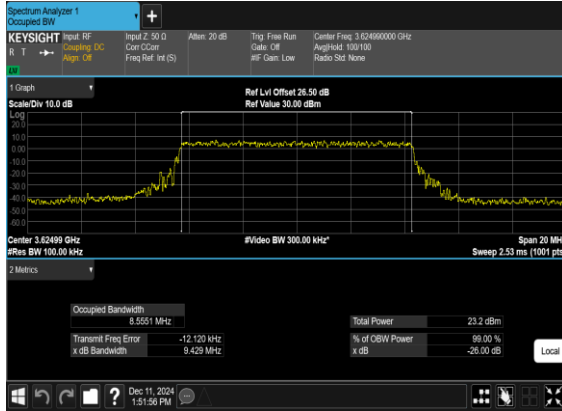 Spectrum Analyzer 1
Occupied BW
+
KEYSIGHT Input: RF Input Z: 50 Ω Atten: 20 dB Trig: Free Run Center Freq: 3.624990000 GHz
R T Coupling: DC Corr CCorr Gate: Off Avg|Hold: 100/100
Align: Off Freq Ref: Int (S) #IF Gain: Low Radio Std: None
1 Graph
Ref Lvl Offset 26.50 dB
Scale/Div 10.0 dB Ref Value 30.00 dBm
Log
20.0
10.0
0.00
-10.0
-20.0
-30.0
-40.0
-50.0
-60.0
Center 3.62499 GHz #Video BW 300.00 kHz* Span 20 MH
#Res BW 100.00 kHz Sweep 2.53 ms (1001 pts
2 Metrics
Occupied Bandwidth
8.5551 MHz Total Power 23.2 dBm
Transmit Freq Error -12.120 kHz % of OBW Power 99.00 %
x dB Bandwidth 9.429 MHz x dB -26.00 dB
Local
? Dec 11, 2024
1:51:56 PM